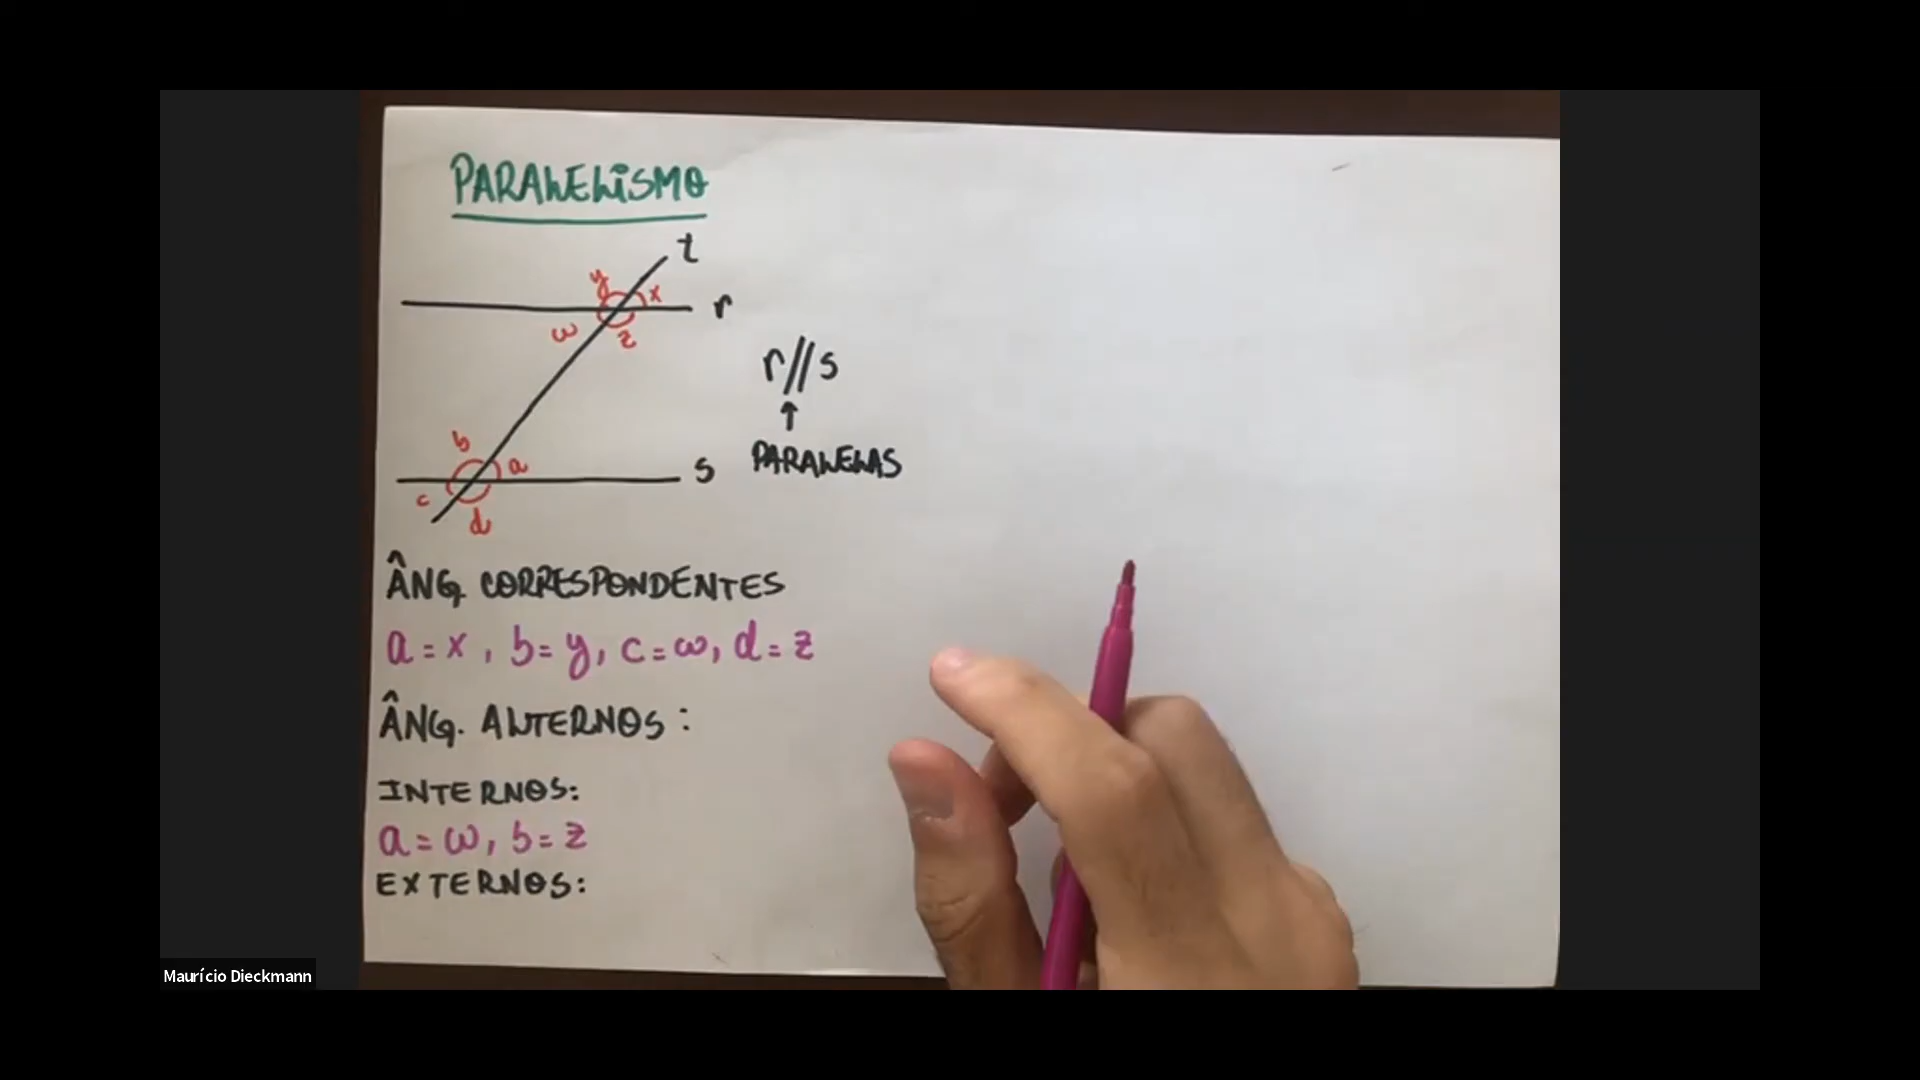 PARALELISMO
t
y x
r
w z
r//s
↑
PARALELAS
b a
s
c d
ÂNG. CORRESPONDENTES
a = x, b = y, c = w, d = z
ÂNG. ALTERNOS:
INTERNOS:
a = w, b = z
EXTERNOS:
Maurício Dieckmann